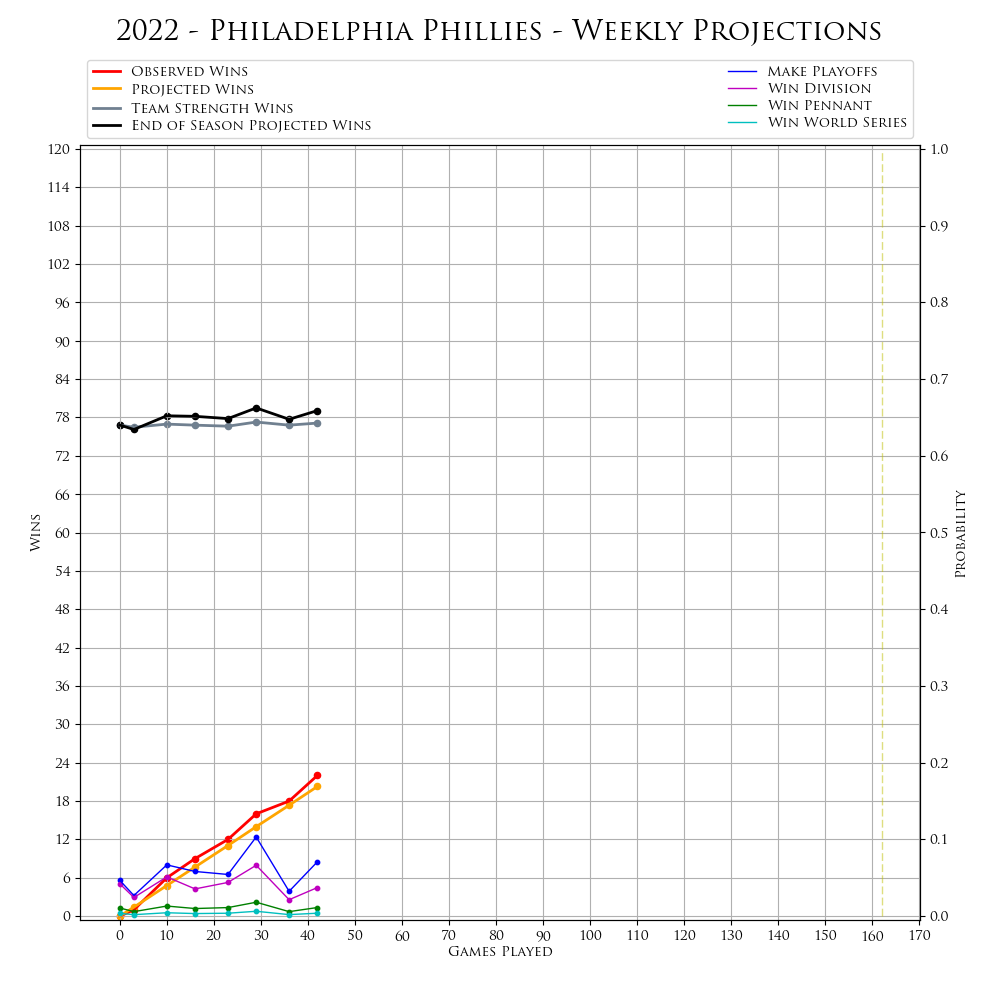 2022 - Philadelphia Phillies - Weekly Projections
Observed Wins
Projected Wins
Team Strength Wins
End of Season Projected Wins
Make Playoffs
Win Division
Win Pennant
Win World Series
120
114
108
102
96
90
84
78
72
66
60
54
48
42
36
30
24
18
12
6
0
Wins
1.0
0.9
0.8
0.7
0.6
0.5
0.4
0.3
0.2
0.1
0.0
Probability
0 10 20 30 40 50 60 70 80 90 100 110 120 130 140 150 160 170
Games Played